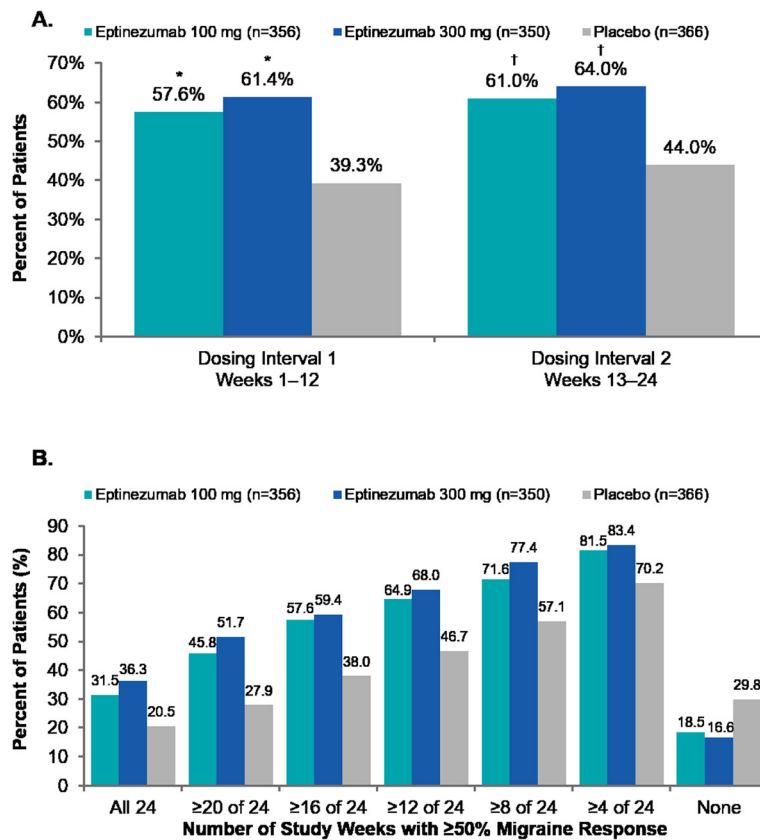 A.
Eptinezumab 100 mg (n=356) Eptinezumab 300 mg (n=350) Placebo (n=366)
Percent of Patients
70%
60%
50%
40%
30%
20%
10%
0%
*
57.6%
*
61.4%
39.3%
†
61.0%
†
64.0%
44.0%
Dosing Interval 1
Weeks 1–12
Dosing Interval 2
Weeks 13–24
B.
Eptinezumab 100 mg (n=356) Eptinezumab 300 mg (n=350) Placebo (n=366)
Percent of Patients (%)
90
80
70
60
50
40
30
20
10
0
31.5 36.3 20.5
45.8 51.7 27.9
57.6 59.4 38.0
64.9 68.0 46.7
71.6 77.4 57.1
81.5 83.4 70.2
18.5 16.6 29.8
All 24 ≥20 of 24 ≥16 of 24 ≥12 of 24 ≥8 of 24 ≥4 of 24 None
Number of Study Weeks with ≥50% Migraine Response